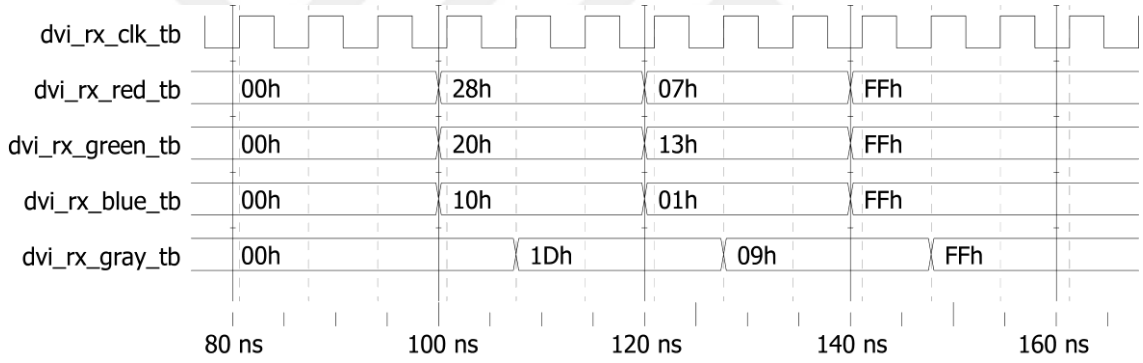 dvi_rx_clk_tb
dvi_rx_red_tb 00h 28h 07h FFh
dvi_rx_green_tb 00h 20h 13h FFh
dvi_rx_blue_tb 00h 10h 01h FFh
dvi_rx_gray_tb 00h 1Dh 09h FFh
80 ns 100 ns 120 ns 140 ns 160 ns